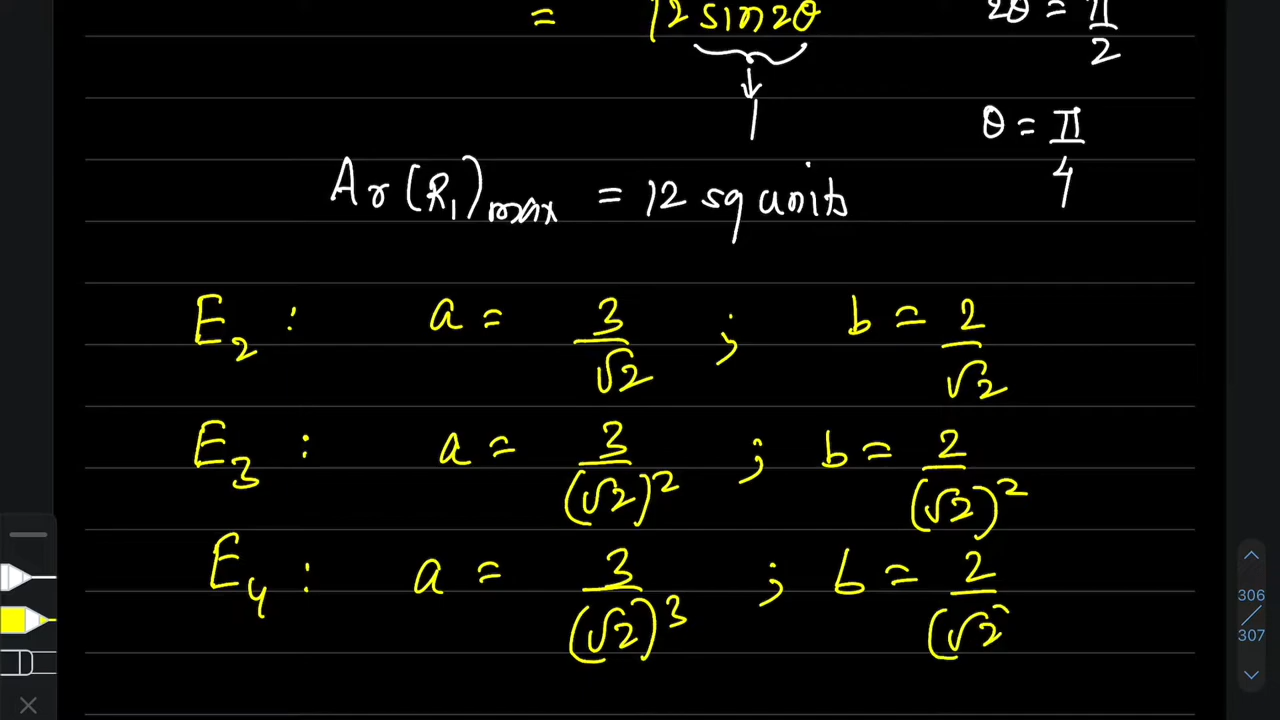 = 12 sin2θ
2θ = π/2
1
θ = π/4
Ar(R₁)max = 12 sq units
E₂ : a = 3/√2 ; b = 2/√2
E₃ : a = 3/(√2)² ; b = 2/(√2)²
E₄ : a = 3/(√2)³ ; b = 2/(√2
306
307